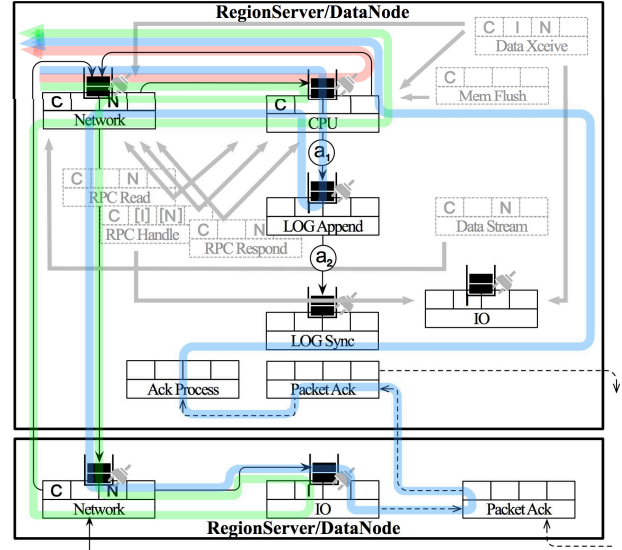 RegionServer/DataNode
C I N
Data Xceive
C
Mem Flush
C N
Network
C
CPU
a1
C N
RPC Read
C [I] [N]
RPC Handle
C N
RPC Respond
LOG Append
C N
Data Stream
a2
IO
LOG Sync
Ack Process
Packet Ack
C N
Network
I
IO
Packet Ack
RegionServer/DataNode